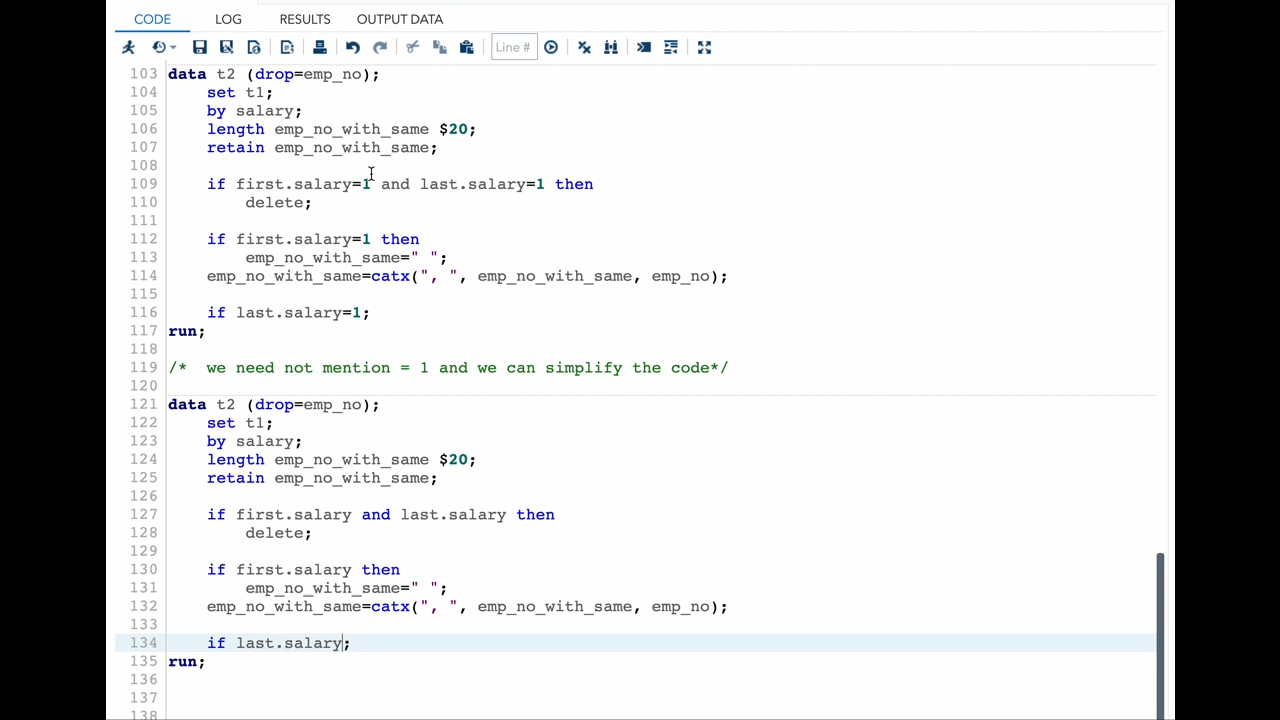 CODE LOG RESULTS OUTPUT DATA
Line #
103 data t2 (drop=emp_no);
104     set t1;
105     by salary;
106     length emp_no_with_same $20;
107     retain emp_no_with_same;
108
109     if first.salary=1 and last.salary=1 then
110         delete;
111
112     if first.salary=1 then
113         emp_no_with_same=" ";
114     emp_no_with_same=catx(", ", emp_no_with_same, emp_no);
115
116     if last.salary=1;
117 run;
118
119 /*  we need not mention = 1 and we can simplify the code*/
120
121 data t2 (drop=emp_no);
122     set t1;
123     by salary;
124     length emp_no_with_same $20;
125     retain emp_no_with_same;
126
127     if first.salary and last.salary then
128         delete;
129
130     if first.salary then
131         emp_no_with_same=" ";
132     emp_no_with_same=catx(", ", emp_no_with_same, emp_no);
133
134     if last.salary;
135 run;
136
137
138